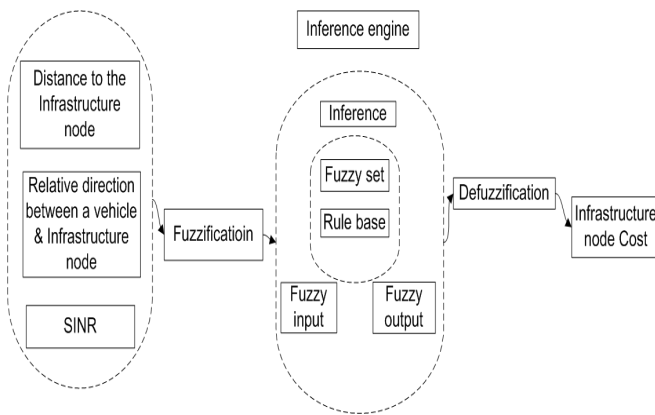 Inference engine
Distance to the
Infrastructure
node
Relative direction
between a vehicle
& Infrastructure
node
SINR
Fuzzificatioin
Inference
Fuzzy set
Rule base
Fuzzy
input
Fuzzy
output
Defuzzification
Infrastructure
node Cost